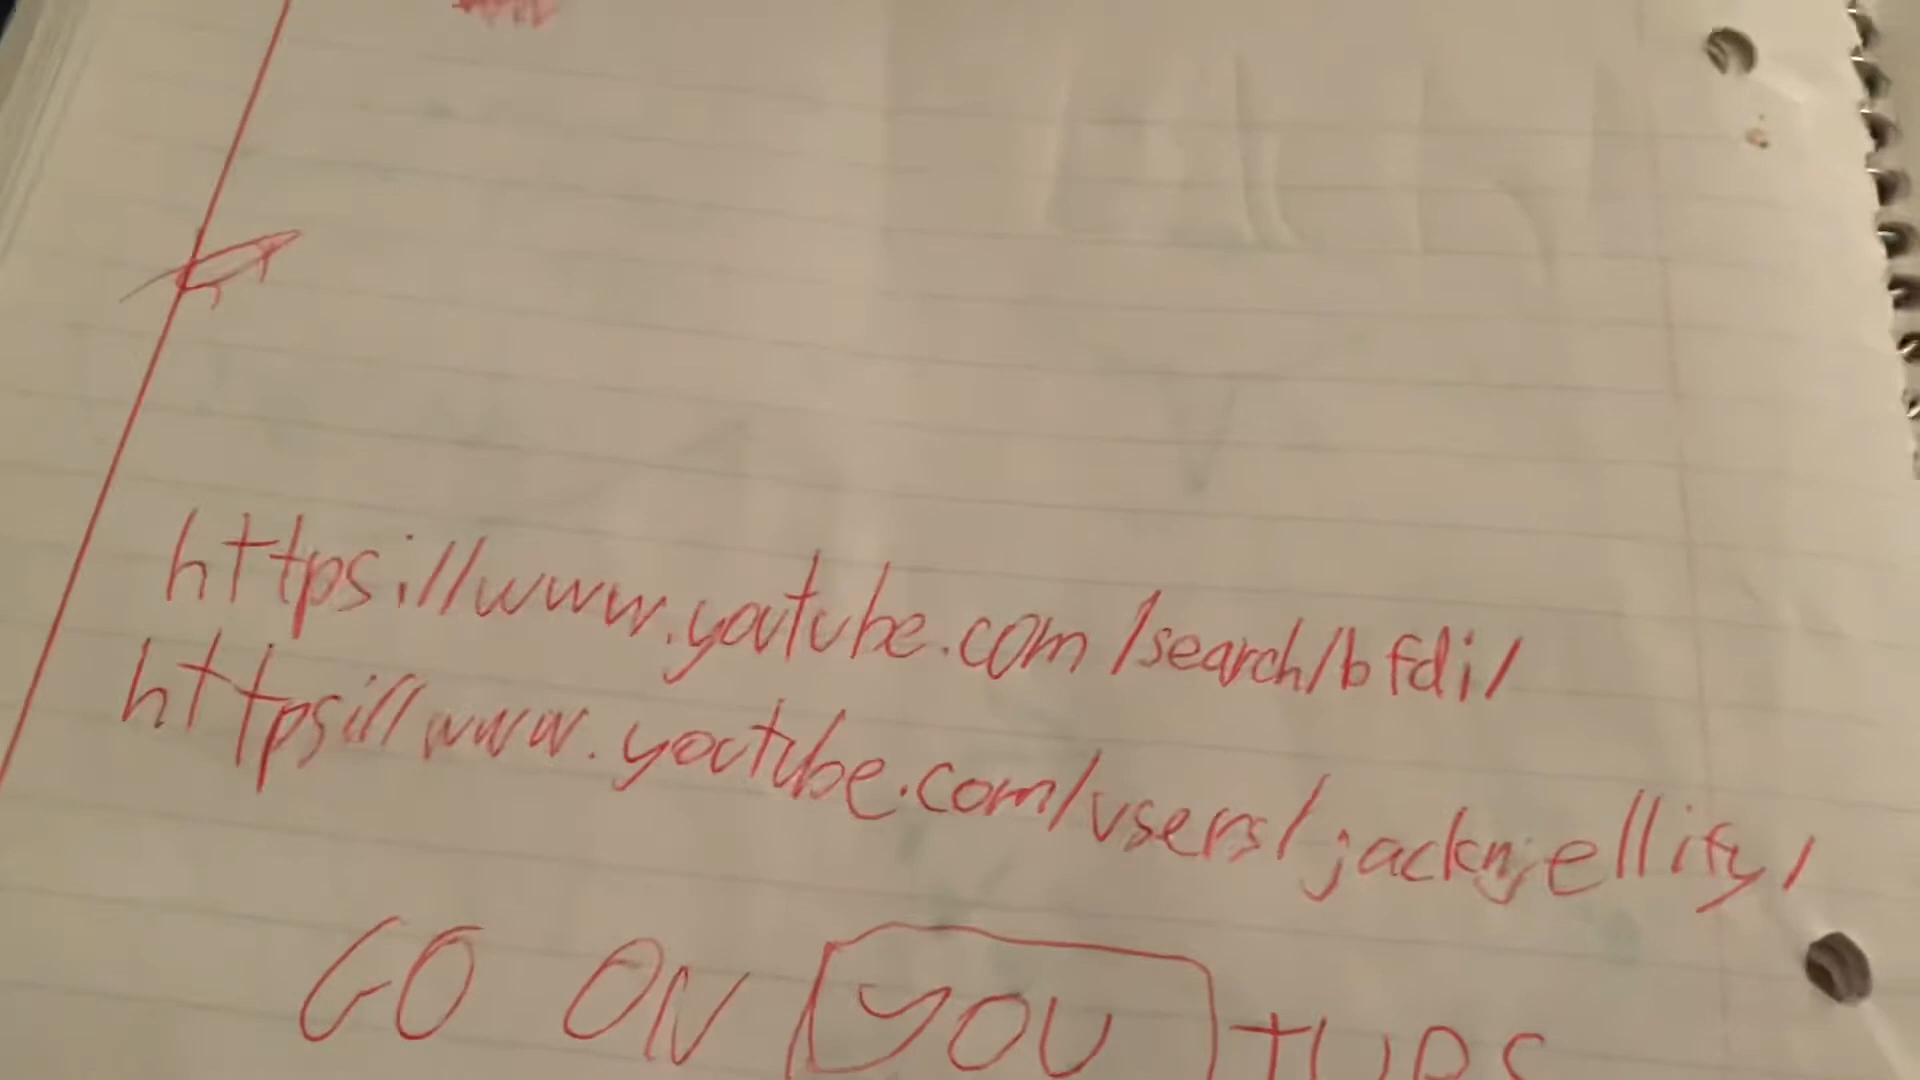 https://www.youtube.com/search/bfdi/
https://www.youtube.com/users/jacknjellify/
GO ON YOU